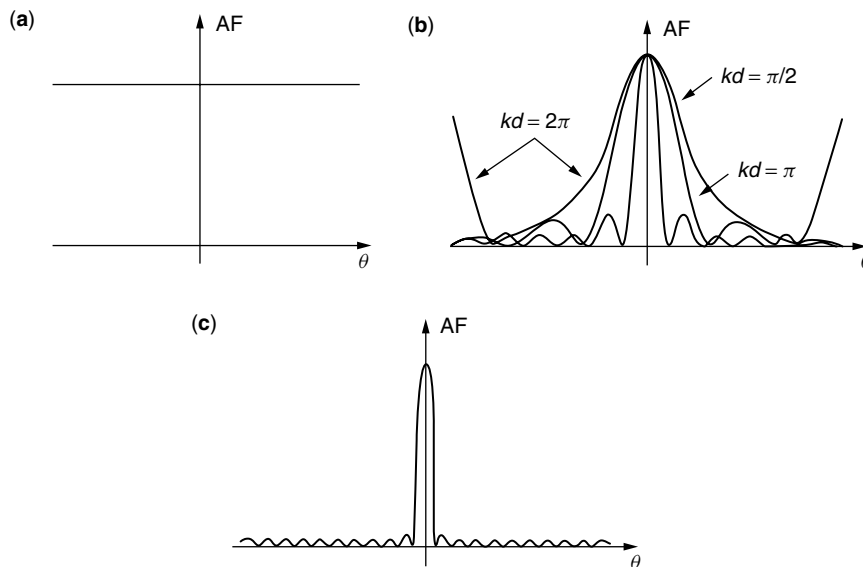 (a)
AF
θ
(b)
AF
kd = π/2
kd = 2π
kd = π
(c)
AF
θ